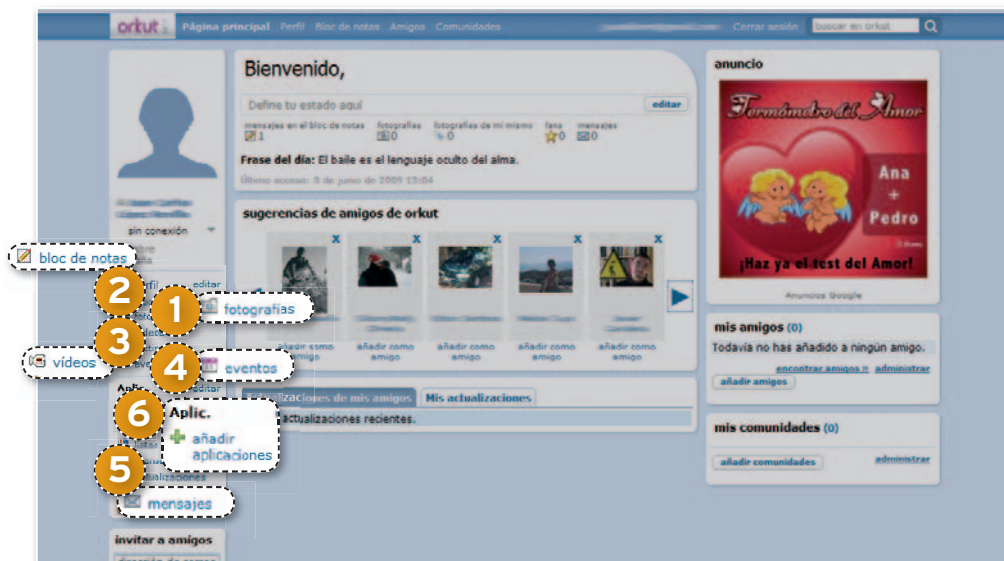 orkut Página principal Perfil Bloc de notas Amigos Comunidades Cerrar sesión buscar en orkut
Bienvenido,
Define tu estado aquí editar
mensajes en el bloc de notas fotografías fotografías de mi mismo fans mensajes
1 0 0 0 0
Frase del día: El baile es el lenguaje oculto del alma.
Último acceso: 9 de junio de 2009 13:04
sin conexión
bloc de notas
2
editar
1
fotografías
3
vídeos
4
eventos
editar
6
Aplic.
añadir
aplicaciones
5
mensajes
invitar a amigos
sugerencias de amigos de orkut
x x x x x
añadir como amigo añadir como amigo añadir como amigo añadir como amigo añadir como amigo
de mis amigos Mis actualizaciones
actualizaciones recientes.
anuncio
Termómetro del Amor
Ana
+
Pedro
¡Haz ya el test del Amor!
Anuncios Google
mis amigos (0)
Todavía no has añadido a ningún amigo.
encontrar amigos » administrar
añadir amigos
mis comunidades (0)
añadir comunidades administrar